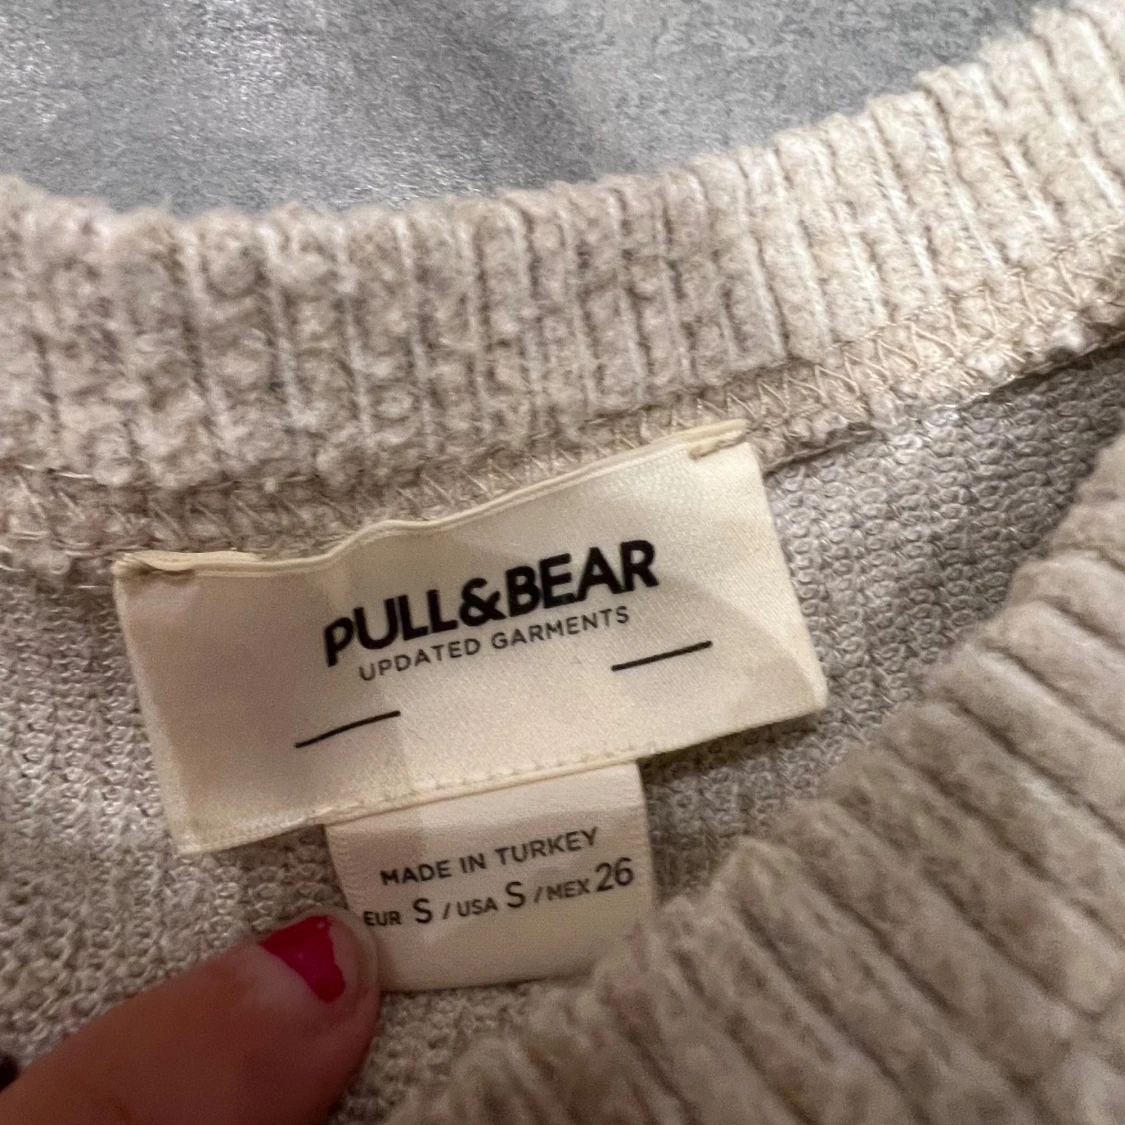 PULL&BEAR
UPDATED GARMENTS
MADE IN TURKEY
EUR S / USA S / MEX 26